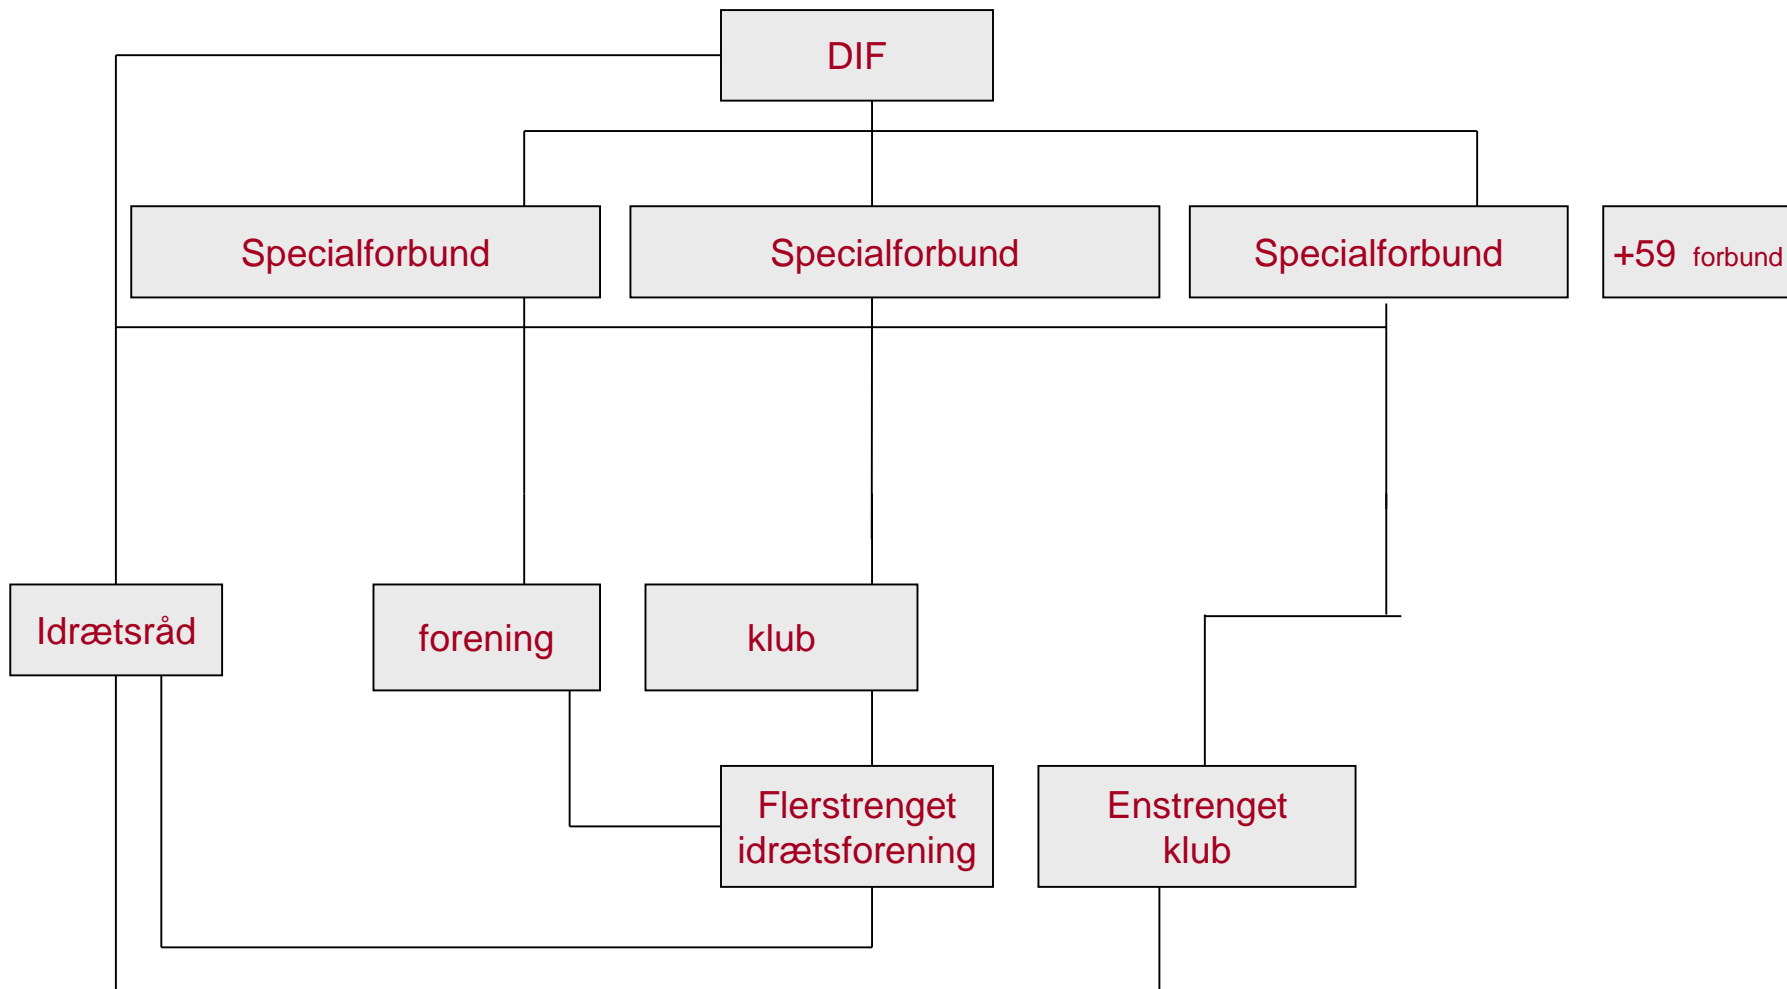 DIF
Specialforbund
Specialforbund
Specialforbund
+59 forbund
Idrætsråd
forening
klub
Flerstrenget
idrætsforening
Enstrenget
klub